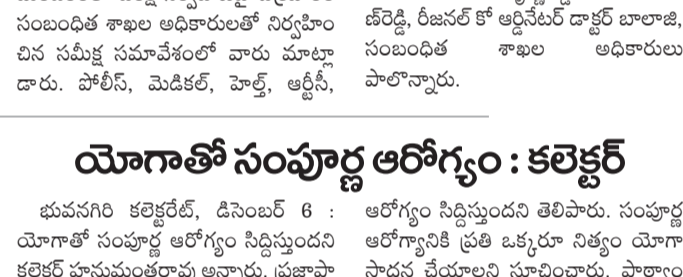 సంబంధిత శాఖల అధికారులతో నిర్వహిం
చిన సమీక్ష సమావేశంలో వారు మాట్లా
డారు. పోలీస్, మెడికల్, హెల్త్, ఆర్టీసీ,
ణ్‌రెడ్డి, రీజనల్ కో ఆర్డినేటర్ డాక్టర్ బాలాజి,
సంబంధిత శాఖల అధికారులు
పాల్గొన్నారు.
యోగాతో సంపూర్ణ ఆరోగ్యం : కలెక్టర్
భువనగిరి కలెక్టరేట్, డిసెంబర్ 6 :
యోగాతో సంపూర్ణ ఆరోగ్యం సిద్దిస్తుందని
కలెక్టర్ హనుమంతరావు అన్నారు. ప్రజాపా
ఆరోగ్యం సిద్దిస్తుందని తెలిపారు. సంపూర్ణ
ఆరోగ్యానికి ప్రతి ఒక్కరూ నిత్యం యోగా
సాధన చేయాలని సూచించారు. పాఠ్యాం